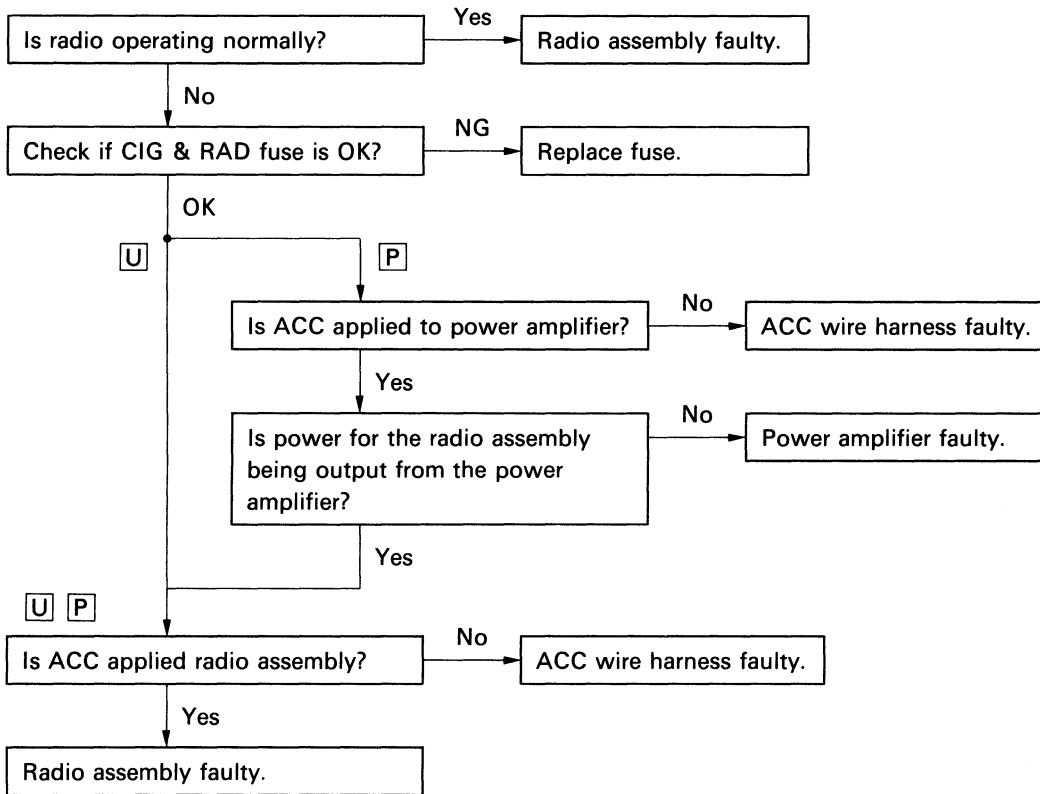 Yes
Is radio operating normally?
Radio assembly faulty.
No
NG
Check if CIG & RAD fuse is OK?
Replace fuse.
OK
U
P
No
Is ACC applied to power amplifier?
ACC wire harness faulty.
Yes
No
Is power for the radio assembly
being output from the power
amplifier?
Power amplifier faulty.
Yes
U P
No
Is ACC applied radio assembly?
ACC wire harness faulty.
Yes
Radio assembly faulty.